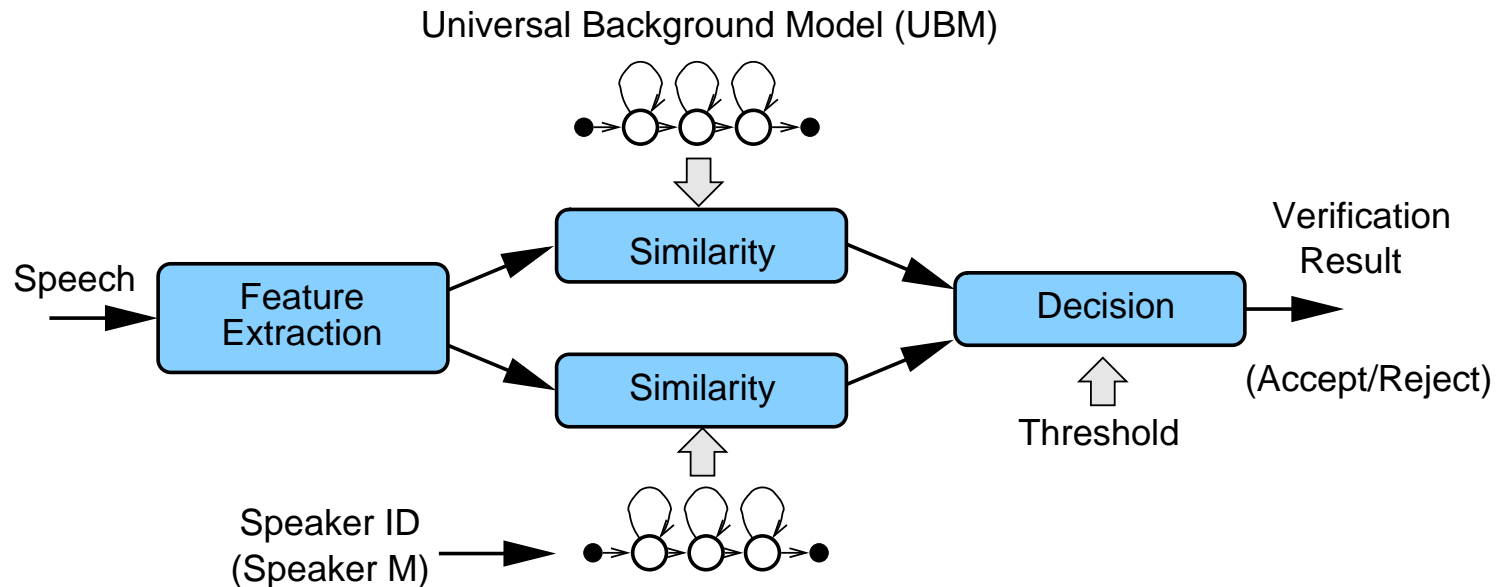 Universal Background Model (UBM)
Speech
Feature
Extraction
Similarity
Similarity
Decision
Verification
Result
(Accept/Reject)
Threshold
Speaker ID
(Speaker M)